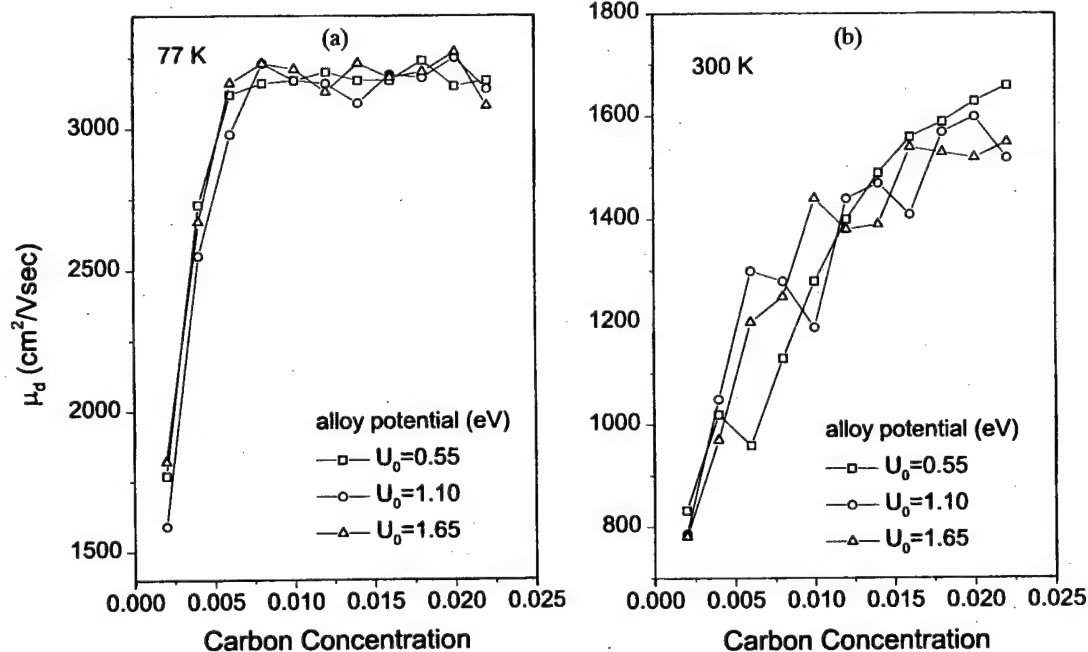 (a)
77 K
3000
2500
2000
1500
μd (cm²/Vsec)
alloy potential (eV)
U₀=0.55
U₀=1.10
U₀=1.65
0.000 0.005 0.010 0.015 0.020 0.025
Carbon Concentration
(b)
300 K
1800
1600
1400
1200
1000
800
alloy potential (eV)
U₀=0.55
U₀=1.10
U₀=1.65
0.000 0.005 0.010 0.015 0.020 0.025
Carbon Concentration